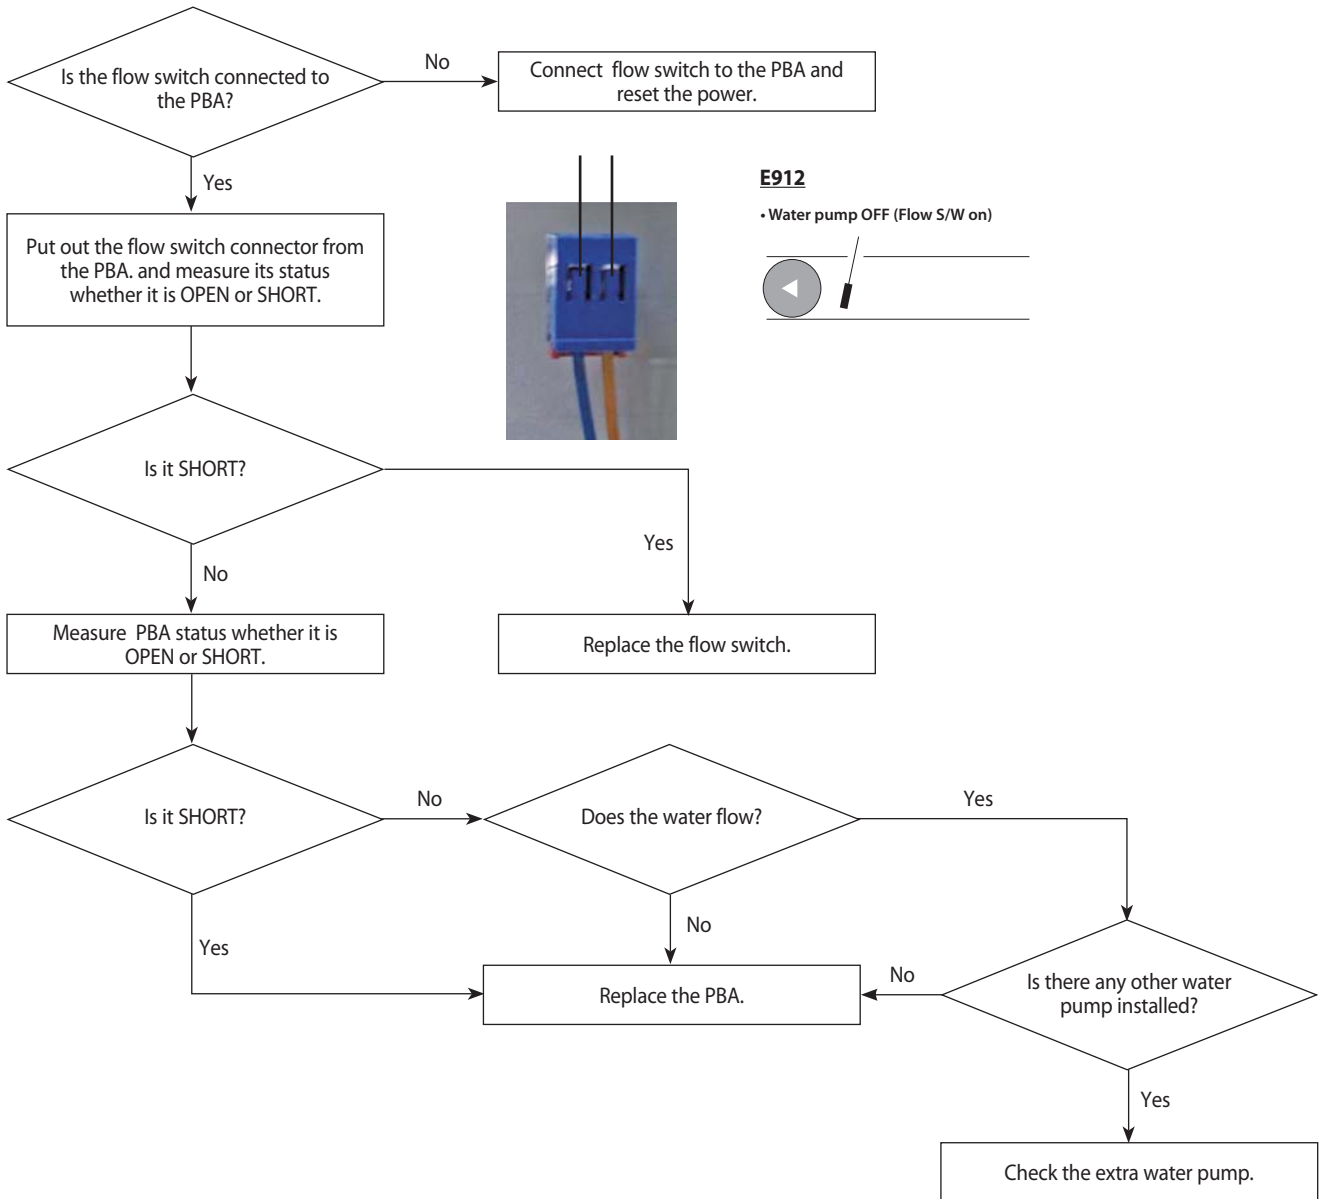 Is the flow switch connected to
the PBA?
No
Connect flow switch to the PBA and
reset the power.
Yes
E912
• Water pump OFF (Flow S/W on)
Put out the flow switch connector from
the PBA. and measure its status
whether it is OPEN or SHORT.
Is it SHORT?
Yes
No
Measure PBA status whether it is
OPEN or SHORT.
Replace the flow switch.
Is it SHORT?
No
Does the water flow?
Yes
Yes
No
Replace the PBA.
No
Is there any other water
pump installed?
Yes
Check the extra water pump.